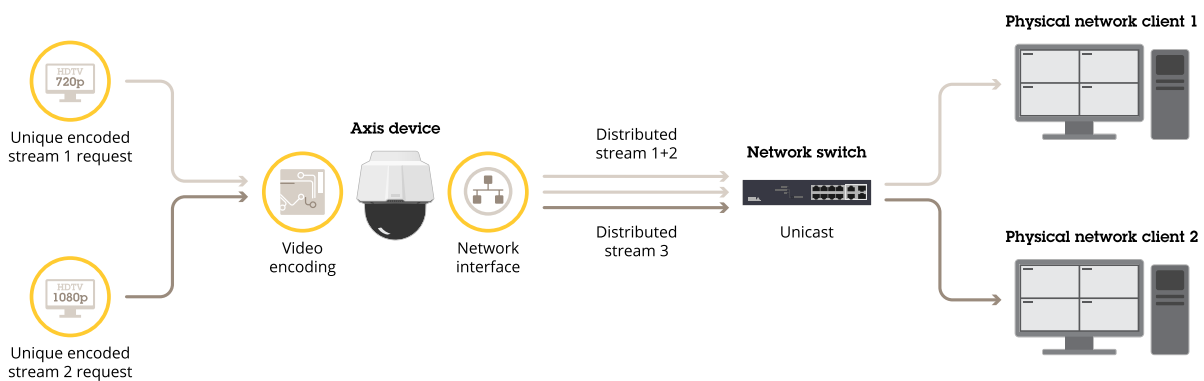 Physical network client 1
HDTV
720p
Unique encoded
stream 1 request
Axis device
Distributed
stream 1+2
Network switch
Video
encoding
Network
interface
Distributed
stream 3
Unicast
Physical network client 2
HDTV
1080p
Unique encoded
stream 2 request